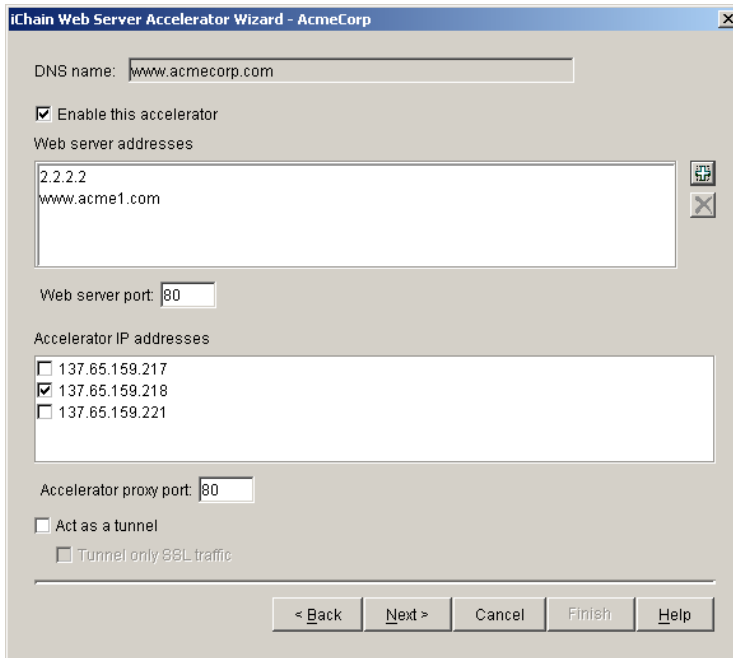 iChain Web Server Accelerator Wizard - AcmeCorp
DNS name: www.acmecorp.com
Enable this accelerator
Web server addresses
2.2.2.2
www.acme1.com
Web server port: 80
Accelerator IP addresses
137.65.159.217
137.65.159.218
137.65.159.221
Accelerator proxy port: 80
Act as a tunnel
Tunnel only SSL traffic
< Back Next > Cancel Finish Help